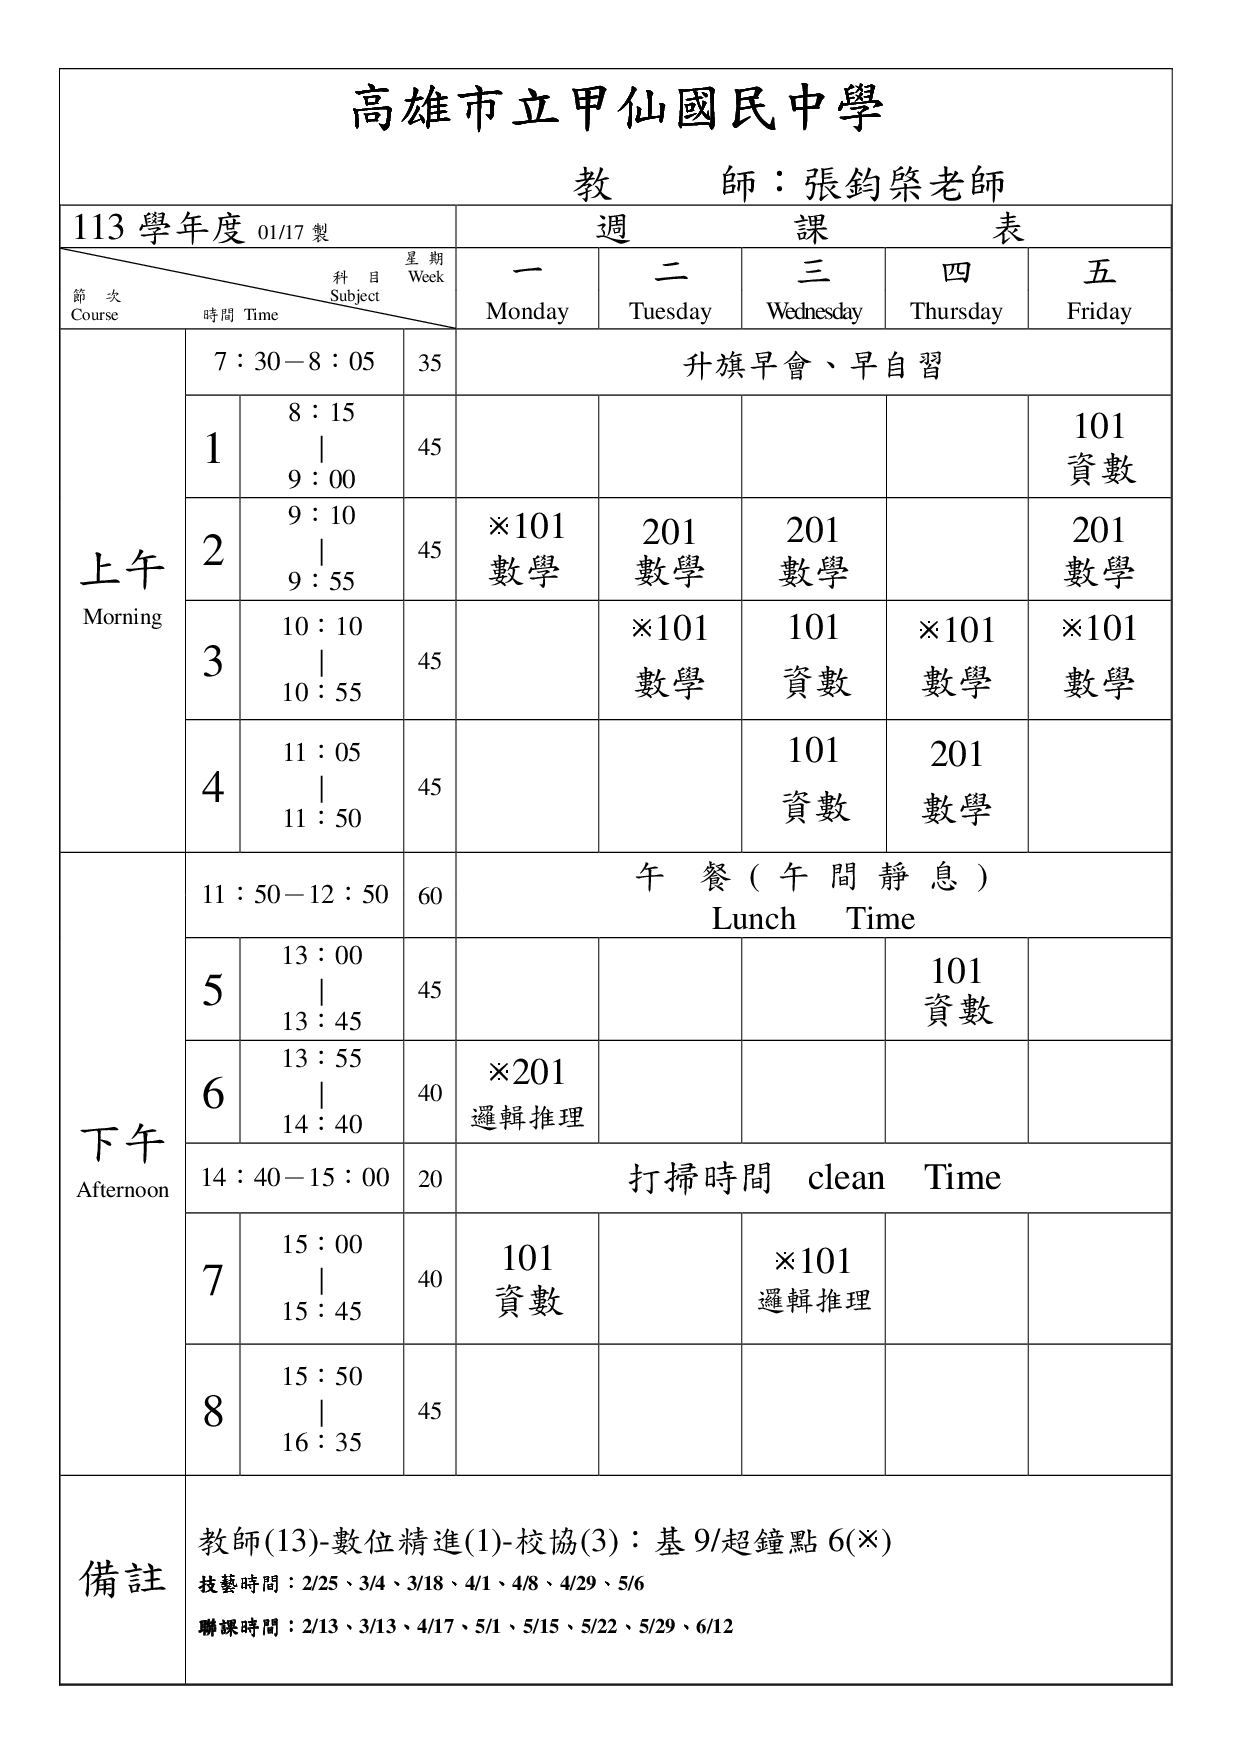 高雄市立甲仙國民中學
教 師：張鈞棨老師
113 學年度 01/17 製
週 課 表
星 期
Week
科 目
Subject
節 次
Course
時間 Time
一 二 三 四 五
Monday Tuesday Wednesday Thursday Friday
上午
Morning
7：30－8：05 35 升旗早會、早自習
1
8：15
|
9：00
45
101
資數
2
9：10
|
9：55
45
※101 201 201 201
數學 數學 數學 數學
3
10：10
|
10：55
45
※101 101 ※101 ※101
數學 資數 數學 數學
4
11：05
|
11：50
45
101 201
資數 數學
下午
Afternoon
11：50－12：50 60
午 餐(午間靜息)
Lunch Time
5
13：00
|
13：45
45
101
資數
6
13：55
|
14：40
40
※201
邏輯推理
14：40－15：00 20 打掃時間 clean Time
7
15：00
|
15：45
40
101 ※101
資數 邏輯推理
8
15：50
|
16：35
45
備註
教師(13)-數位精進(1)-校協(3)：基 9/超鐘點 6(※)
技藝時間：2/25、3/4、3/18、4/1、4/8、4/29、5/6
聯課時間：2/13、3/13、4/17、5/1、5/15、5/22、5/29、6/12